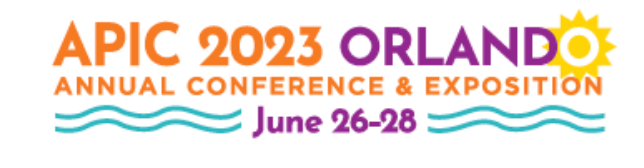 APIC 2023 ORLANDO
ANNUAL CONFERENCE & EXPOSITION
June 26-28